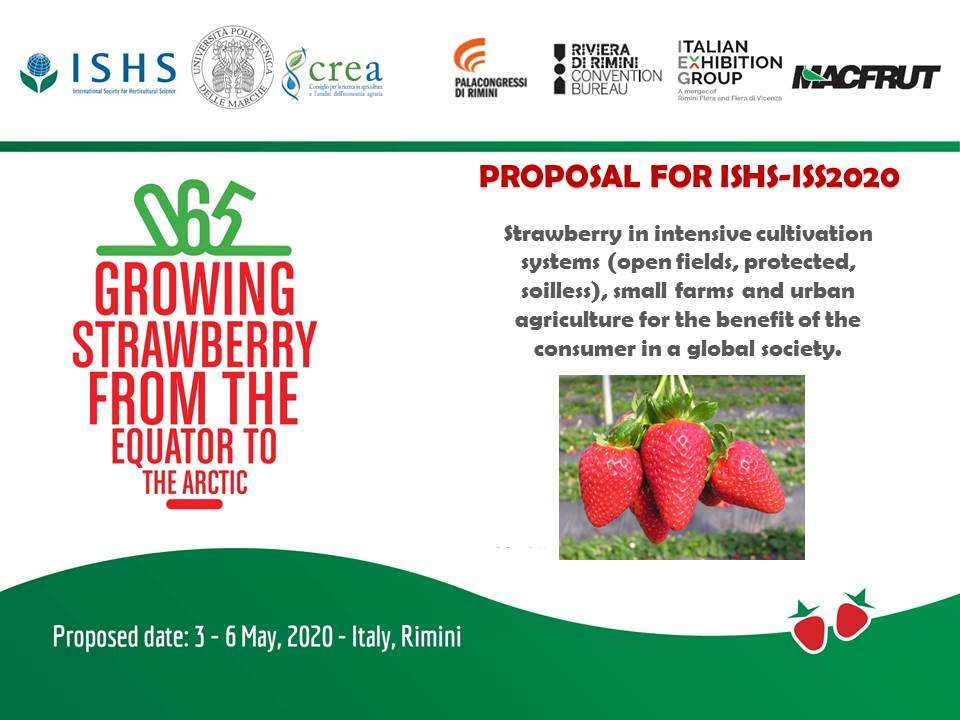 ISHS
International Society for Horticultural Science
UNIVERSITÀ POLITECNICA
DELLE MARCHE
crea
Consiglio per la ricerca in agricoltura
e l'analisi dell'economia agraria
PALACONGRESSI
DI RIMINI
RIVIERA
DI RIMINI
CONVENTION
BUREAU
ITALIAN
EXHIBITION
GROUP
A merger of
Rimini Fiera and Fiera di Vicenza
MACFRUT
065
GROWING
STRAWBERRY
FROM THE
EQUATOR TO
THE ARCTIC
PROPOSAL FOR ISHS-ISS2020
Strawberry in intensive cultivation
systems (open fields, protected,
soilless), small farms and urban
agriculture for the benefit of the
consumer in a global society.
Proposed date: 3 - 6 May, 2020 - Italy, Rimini